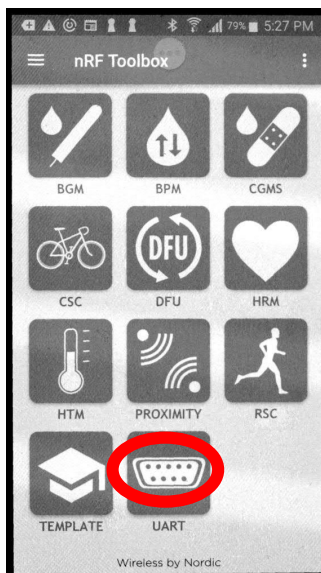 79% 5:27 PM
nRF Toolbox
BGM BPM CGMS
DFU
CSC DFU HRM
HTM PROXIMITY RSC
TEMPLATE UART
Wireless by Nordic